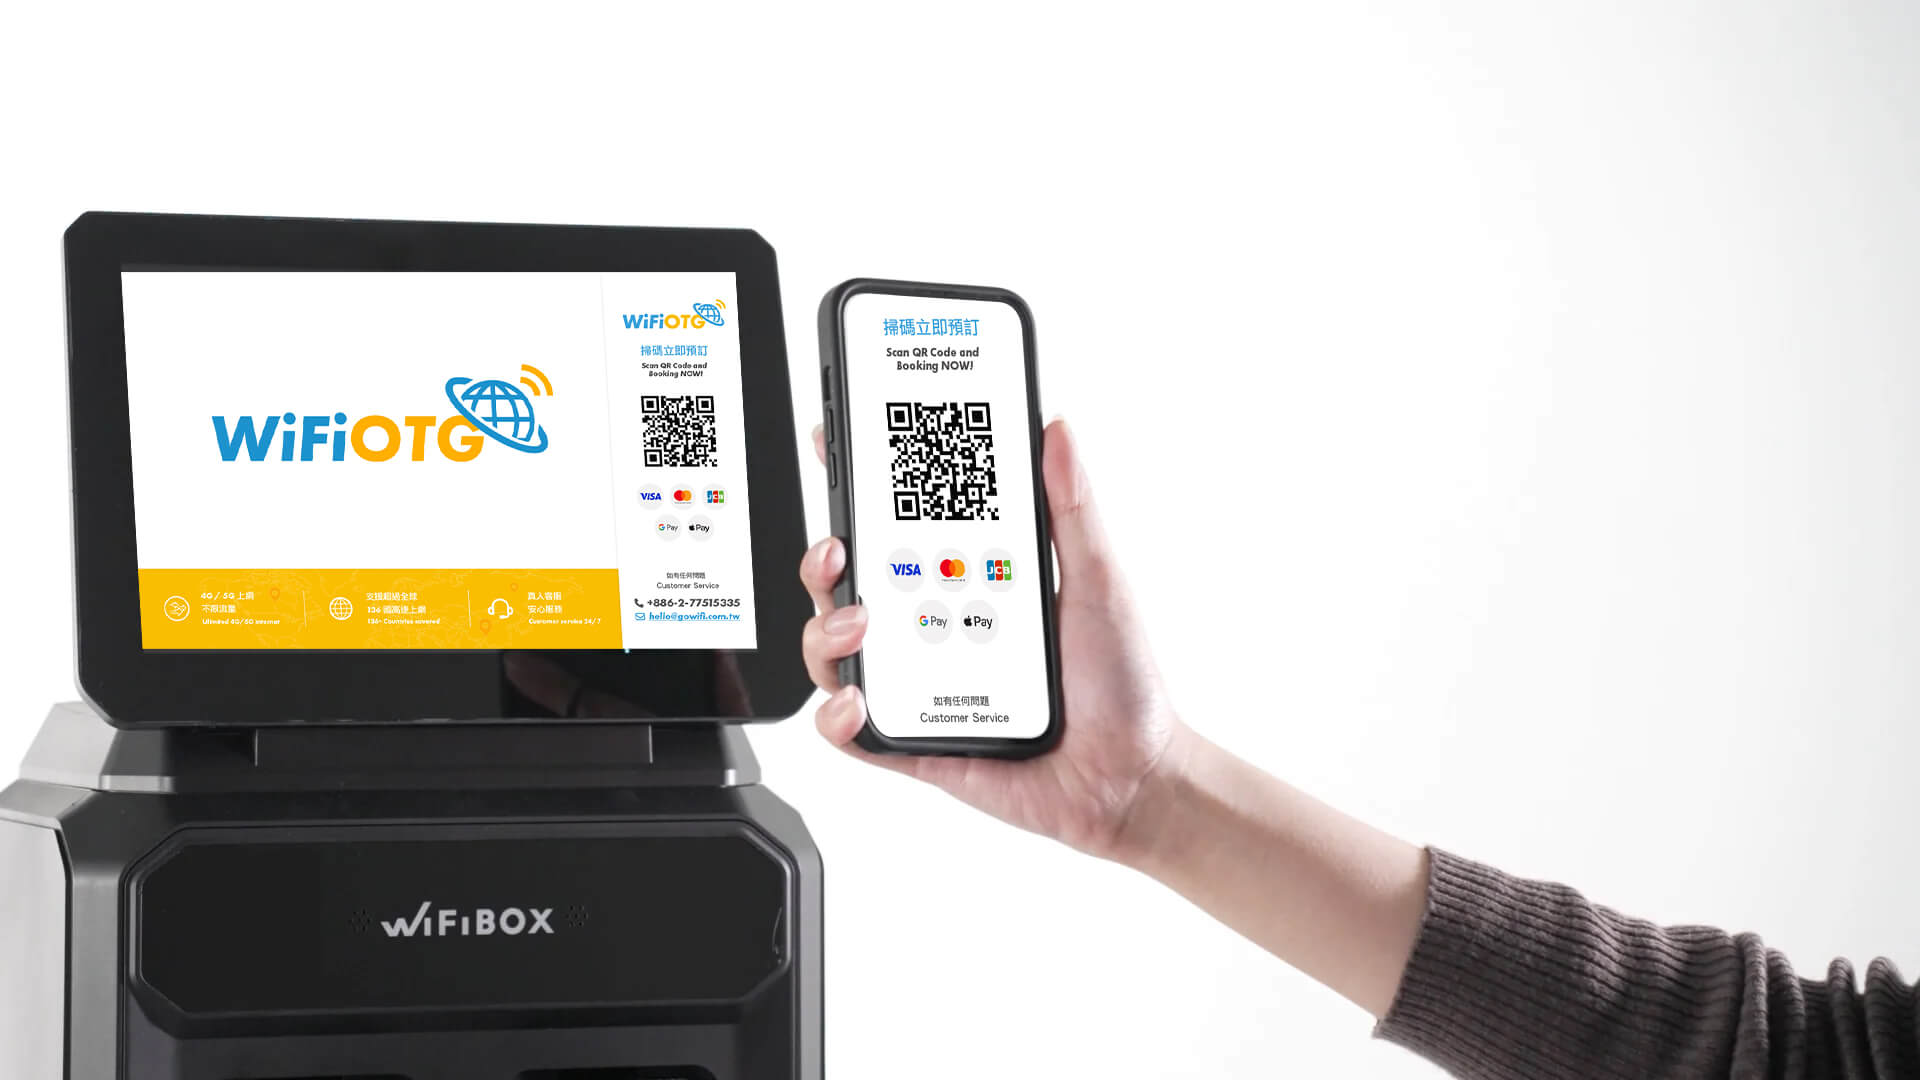 WiFiOTG
WiFiOTG
掃碼立即預訂
Scan QR Code and
Booking NOW!
VISA
JCB
G Pay
Pay
如有任何問題
Customer Service
+886-2-77515335
hello@gowifi.com.tw
4G / 5G 上網
不限流量
支援超過全球
136 國高速上網
136+ Countries covered
真人客服
安心服務
Customer service 24/7
WiFiBOX
掃碼立即預訂
Scan QR Code and
Booking NOW!
VISA
JCB
G Pay
Pay
如有任何問題
Customer Service